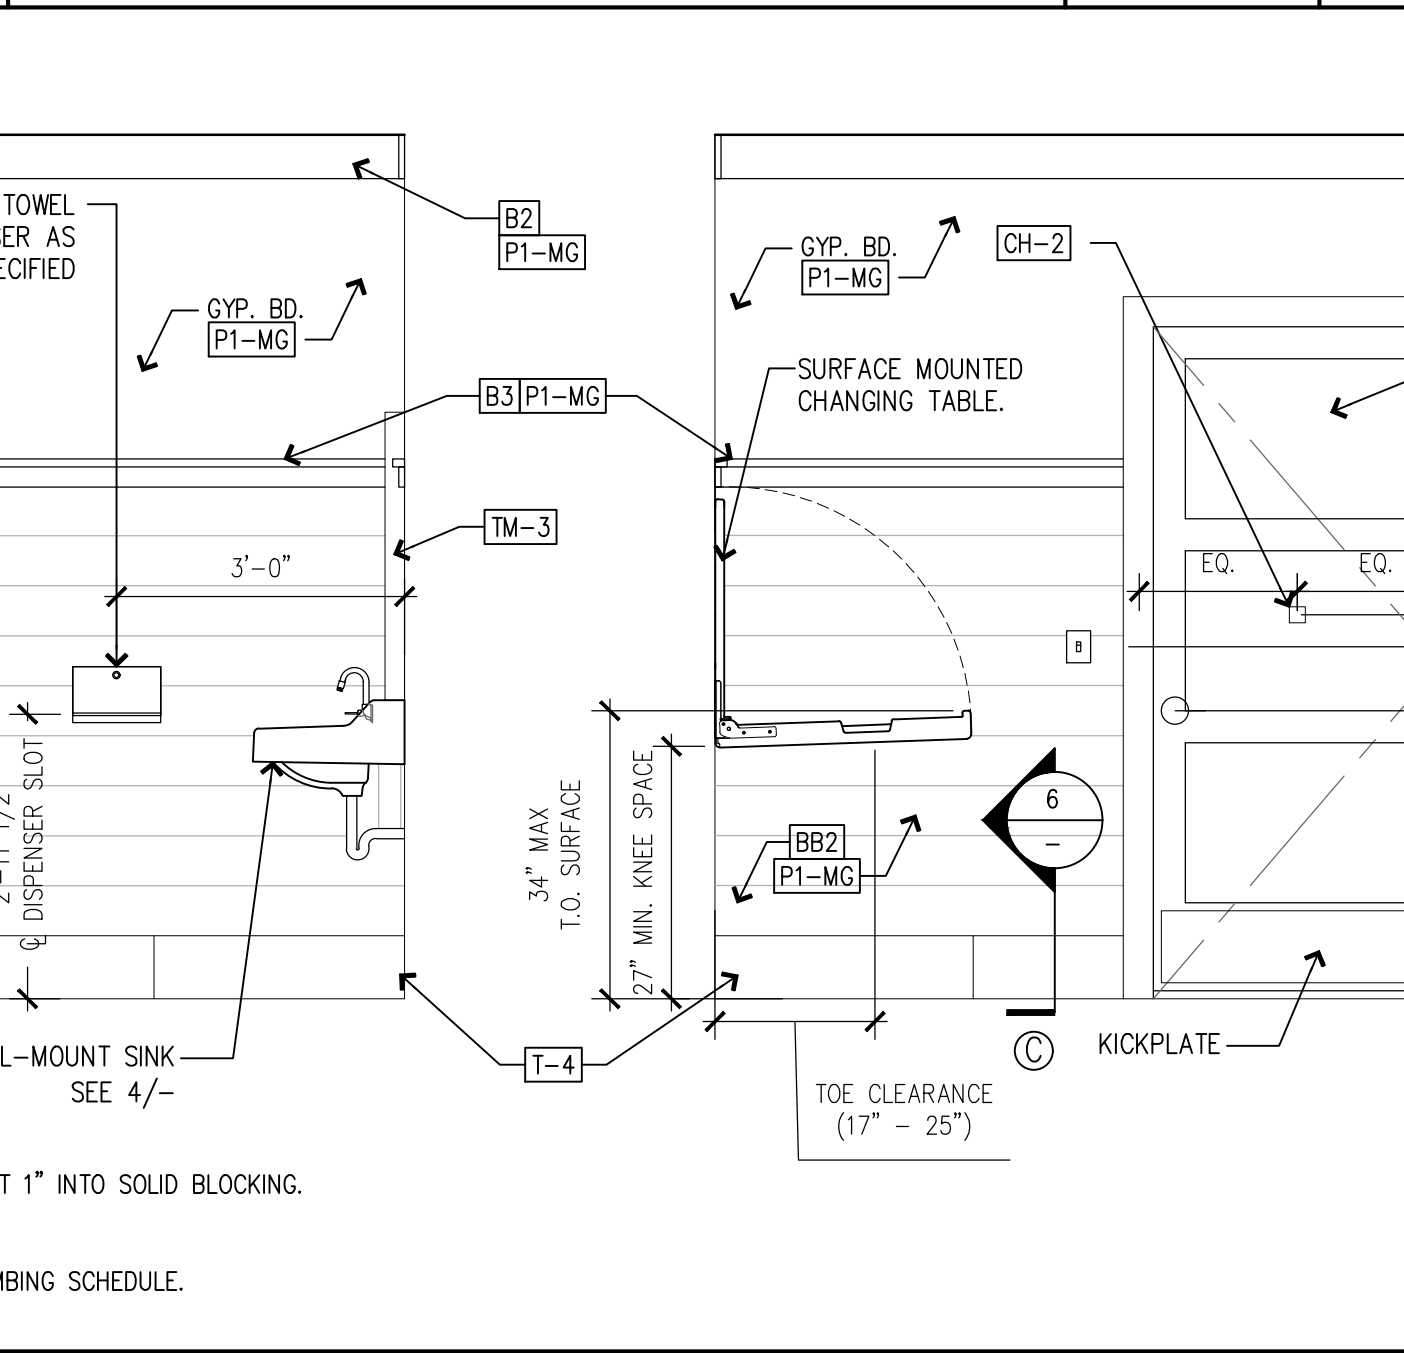 TOWEL
SER AS
ECIFIED
GYP. BD.
P1-MG
B2
P1-MG
B3 P1-MG
TM-3
3'-0"
DISPENSER SLOT
L-MOUNT SINK
SEE 4/-
T 1" INTO SOLID BLOCKING.
MBING SCHEDULE.
T-4
34" MAX
T.O. SURFACE
27" MIN. KNEE SPACE
GYP. BD.
P1-MG
CH-2
SURFACE MOUNTED
CHANGING TABLE.
EQ.
EQ.
BB2
P1-MG
6
-
C
KICKPLATE
TOE CLEARANCE
(17" - 25")